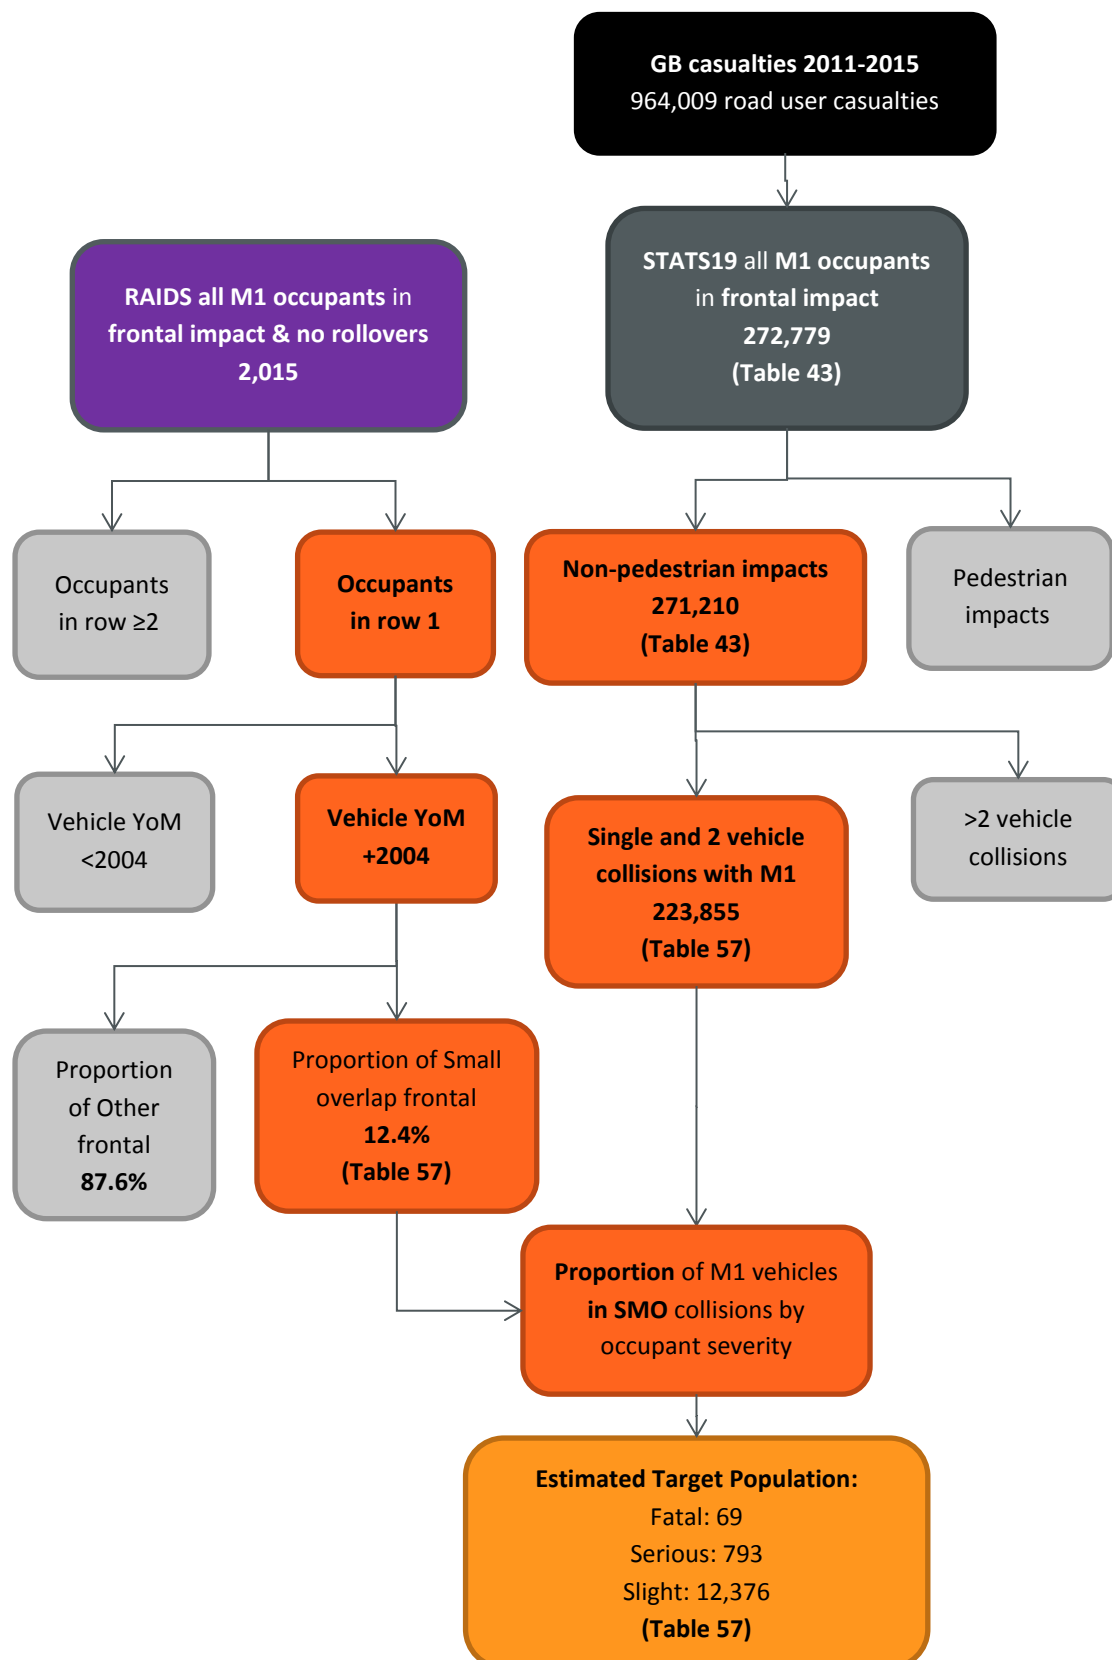 GB casualties 2011-2015
964,009 road user casualties
STATS19 all M1 occupants
in frontal impact
272,779
(Table 43)
RAIDS all M1 occupants in
frontal impact & no rollovers
2,015
Occupants
in row ≥2
Occupants
in row 1
Non-pedestrian impacts
271,210
(Table 43)
Pedestrian
impacts
Vehicle YoM
<2004
Vehicle YoM
+2004
Single and 2 vehicle
collisions with M1
223,855
(Table 57)
>2 vehicle
collisions
Proportion
of Other
frontal
87.6%
Proportion of Small
overlap frontal
12.4%
(Table 57)
Proportion of M1 vehicles
in SMO collisions by
occupant severity
Estimated Target Population:
Fatal: 69
Serious: 793
Slight: 12,376
(Table 57)